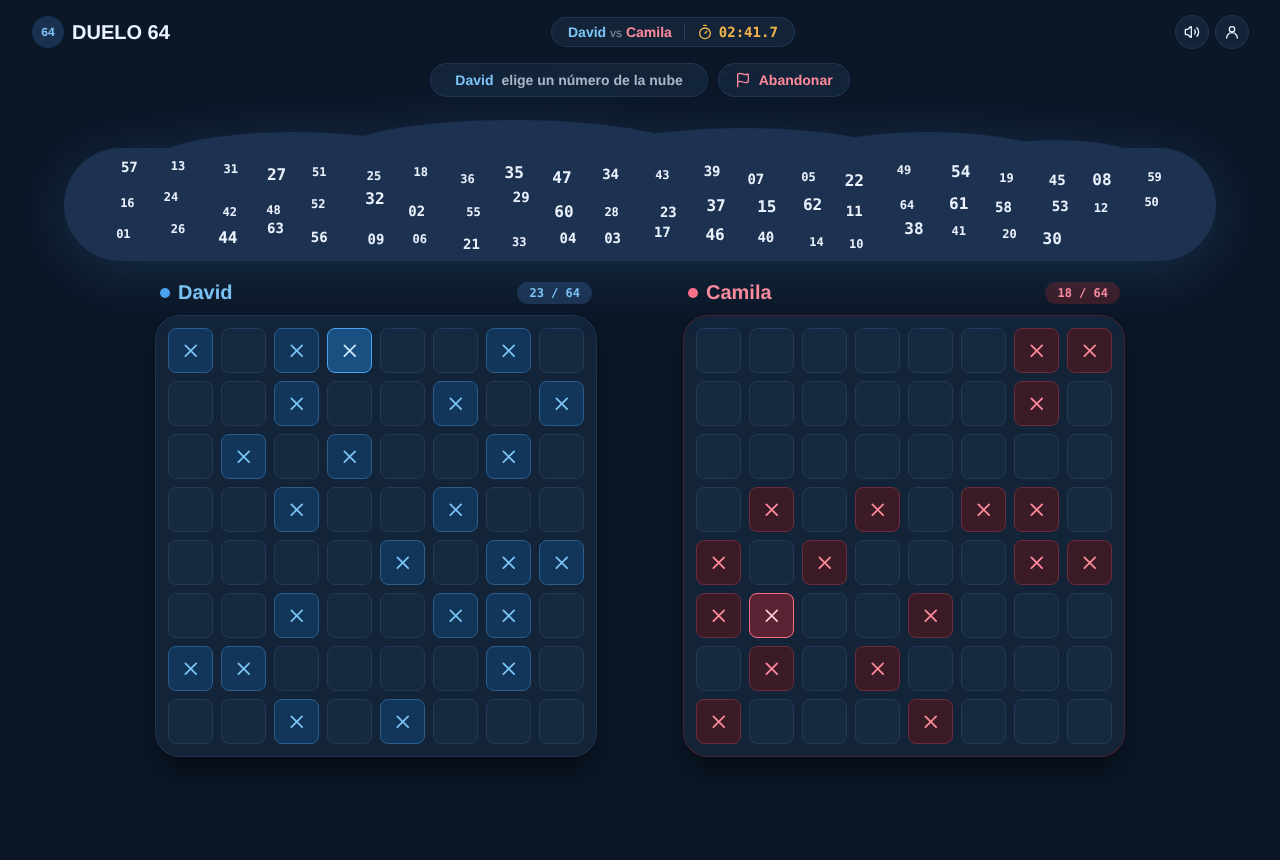 64 DUELO 64 David vs Camila 02:41.7
David elige un número de la nube Abandonar
57 13 31 27 51 25 18 36 35 47 34 43 39 07 05 22 49 54 19 45 08 59
16 24 42 48 52 32 02 55 29 60 28 23 37 15 62 11 64 61 58 53 12 50
01 26 44 63 56 09 06 21 33 04 03 17 46 40 14 10 38 41 20 30
David 23 / 64 Camila 18 / 64